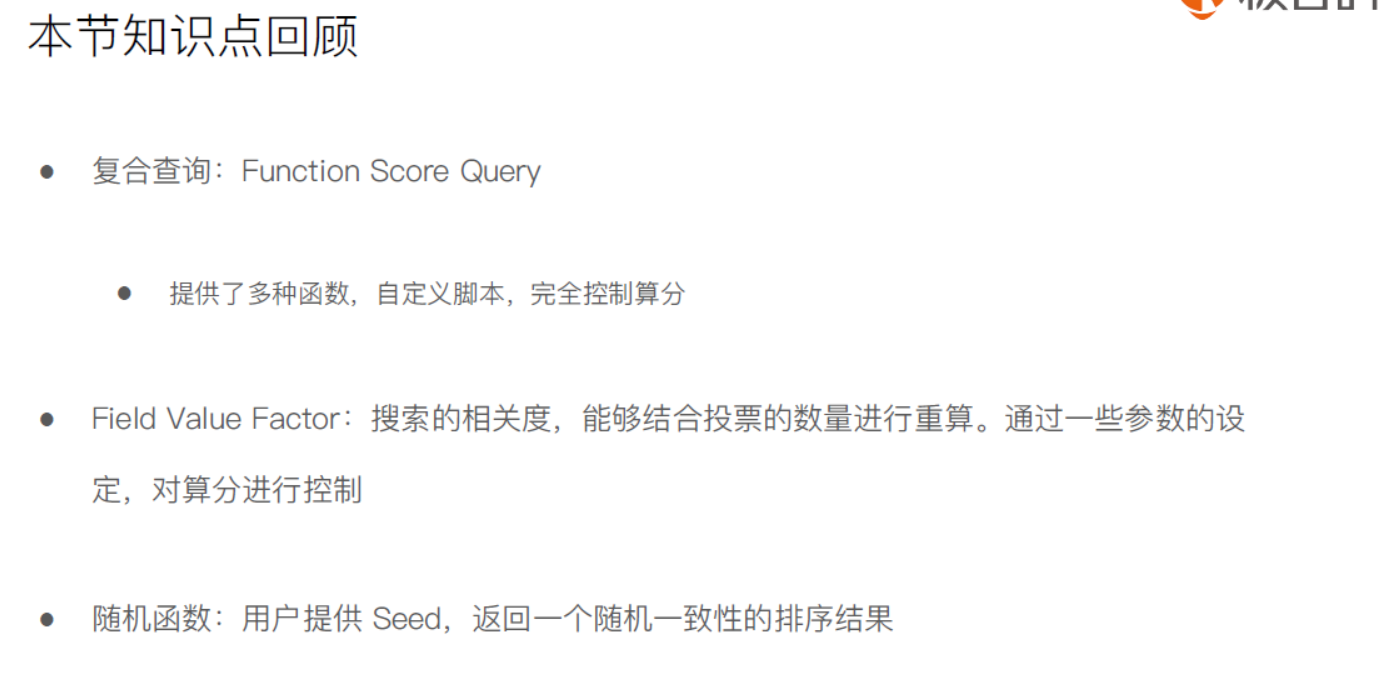 本节知识点回顾
● 复合查询：Function Score Query
● 提供了多种函数，自定义脚本，完全控制算分
● Field Value Factor：搜索的相关度，能够结合投票的数量进行重算。通过一些参数的设
定，对算分进行控制
● 随机函数：用户提供 Seed，返回一个随机一致性的排序结果